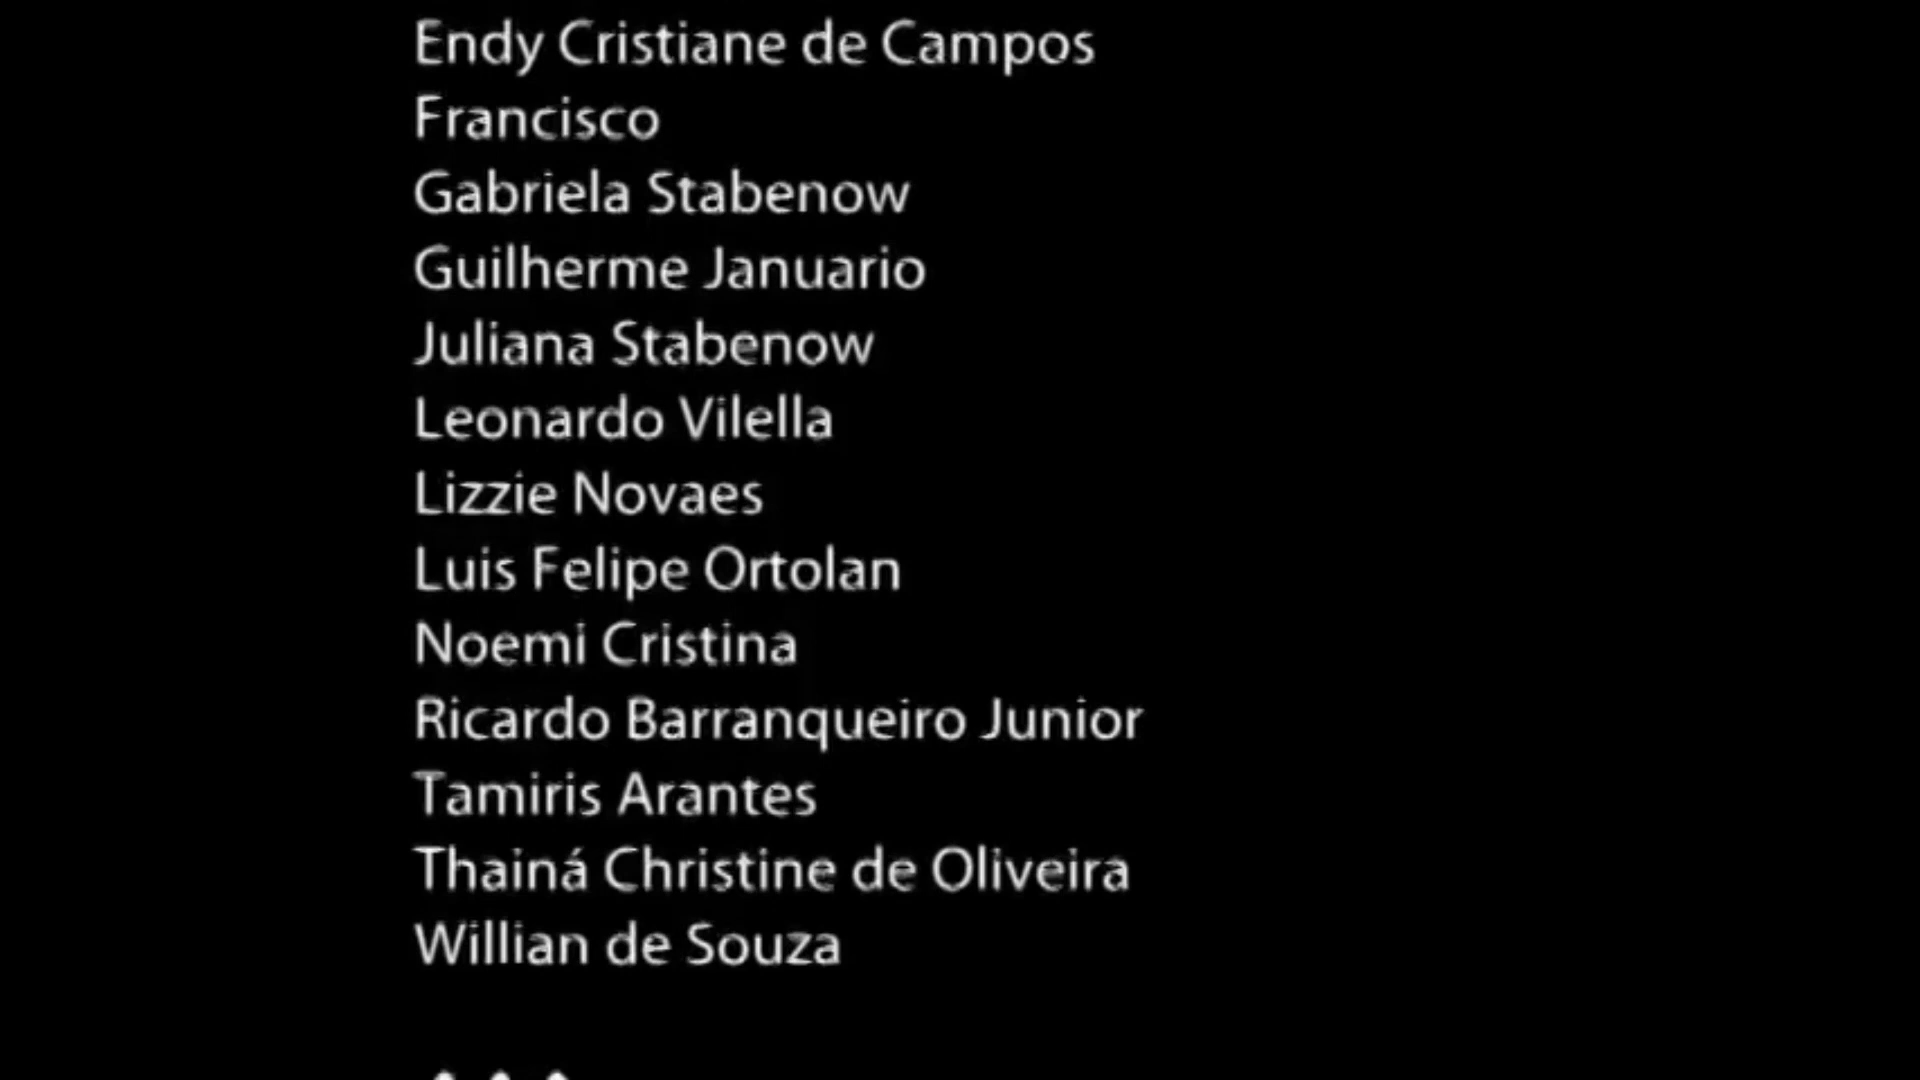 Endy Cristiane de Campos
Francisco
Gabriela Stabenow
Guilherme Januario
Juliana Stabenow
Leonardo Vilella
Lizzie Novaes
Luis Felipe Ortolan
Noemi Cristina
Ricardo Barranqueiro Junior
Tamiris Arantes
Thainá Christine de Oliveira
Willian de Souza